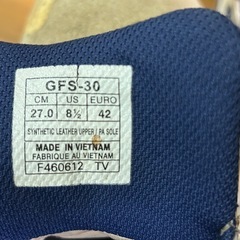 GFS-30
CM US EURO
27.0 8½ 42
SYNTHETIC LEATHER UPPER / PA SOLE
MADE IN VIETNAM
FABRIQUE AU VIETNAM
F460612 TV